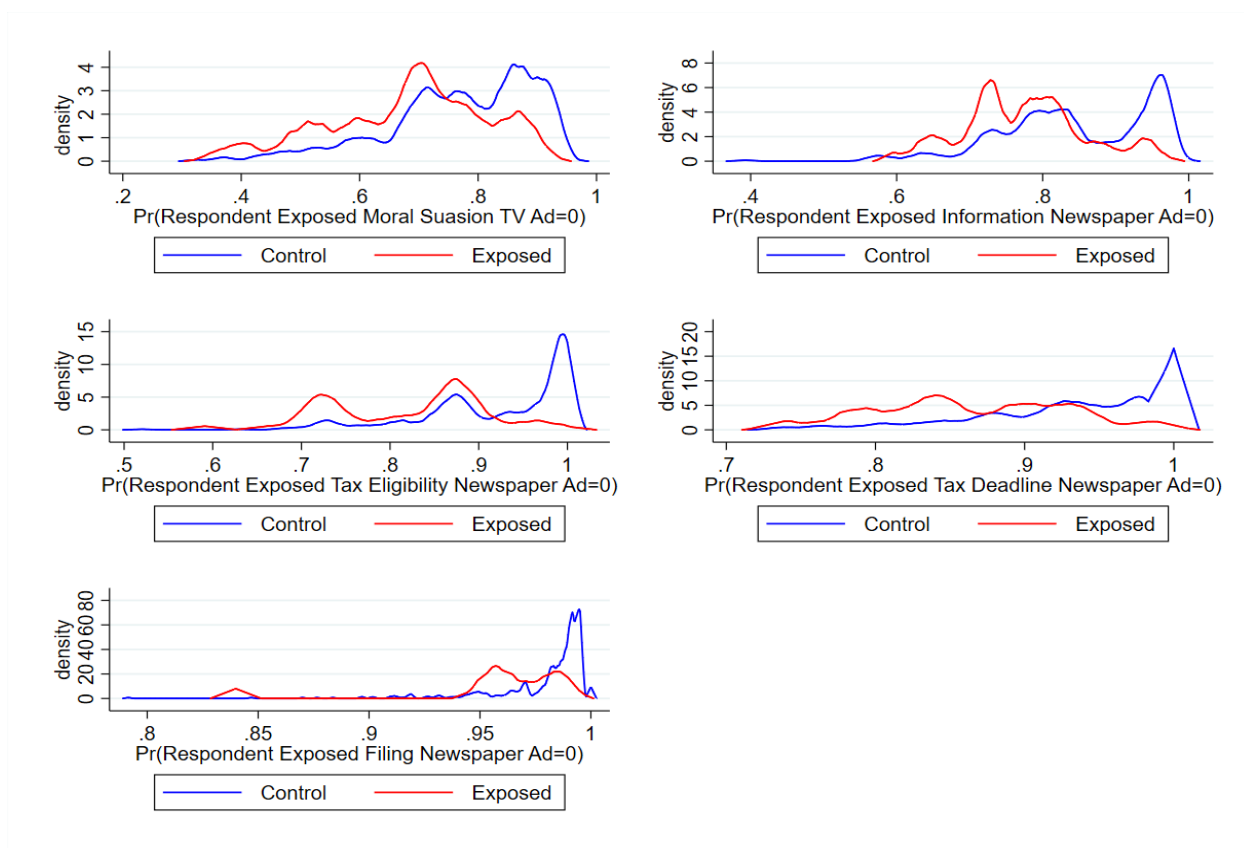 density
0 1 2 3 4
.2 .4 .6 .8 1
Pr(Respondent Exposed Moral Suasion TV Ad=0)
Control Exposed
density
0 2 4 6 8
.4 .6 .8 1
Pr(Respondent Exposed Information Newspaper Ad=0)
Control Exposed
density
0 5 10 15
.5 .6 .7 .8 .9 1
Pr(Respondent Exposed Tax Eligibility Newspaper Ad=0)
Control Exposed
density
0 5 10 15 20
.7 .8 .9 1
Pr(Respondent Exposed Tax Deadline Newspaper Ad=0)
Control Exposed
density
0 20 40 60 80
.8 .85 .9 .95 1
Pr(Respondent Exposed Filing Newspaper Ad=0)
Control Exposed